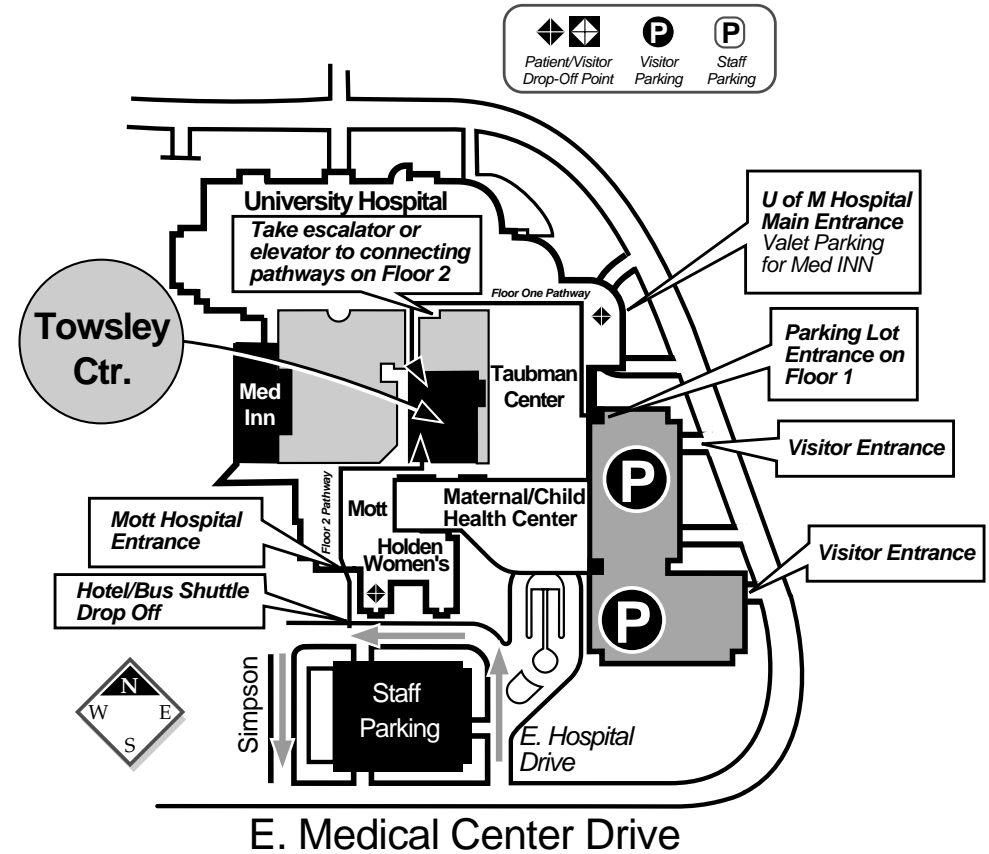 P
P
Patient/Visitor
Drop-Off Point
Visitor
Parking
Staff
Parking
University Hospital
Take escalator or
elevator to connecting
pathways on Floor 2
U of M Hospital
Main Entrance
Valet Parking
for Med INN
Floor One Pathway
Towsley
Ctr.
Parking Lot
Entrance on
Floor 1
Taubman
Center
Med
Inn
Visitor Entrance
P
Floor 2 Pathway
Mott
Maternal/Child
Health Center
Mott Hospital
Entrance
Holden
Women's
Visitor Entrance
Hotel/Bus Shuttle
Drop Off
P
N
W
E
S
Simpson
Staff
Parking
E. Hospital
Drive
E. Medical Center Drive